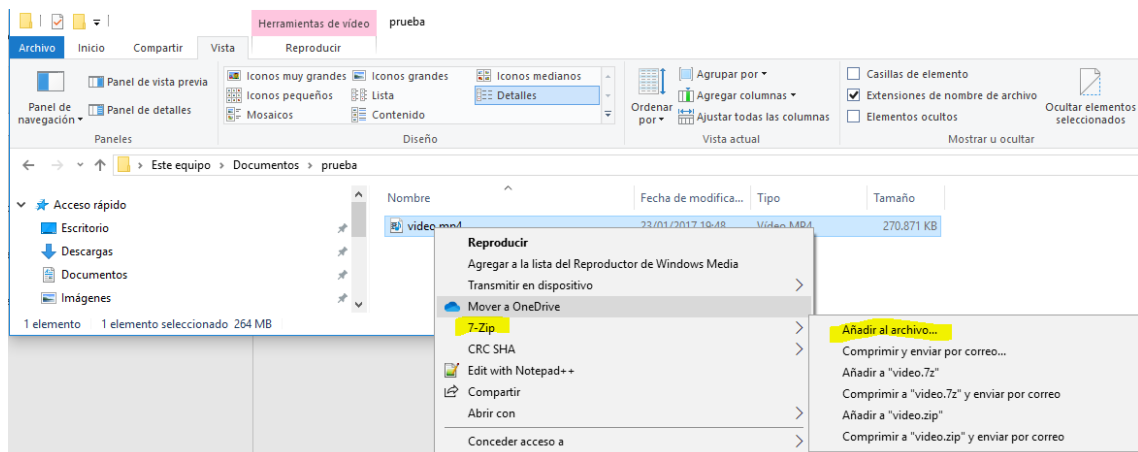 Herramientas de vídeo prueba
Archivo Inicio Compartir Vista Reproducir
Panel de navegación
Panel de vista previa
Panel de detalles
Paneles
Iconos muy grandes Iconos grandes Iconos medianos
Iconos pequeños Lista Detalles
Mosaicos Contenido
Diseño
Ordenar por
Agrupar por
Agregar columnas
Ajustar todas las columnas
Vista actual
Casillas de elemento
Extensiones de nombre de archivo
Elementos ocultos
Ocultar elementos seleccionados
Mostrar u ocultar
Este equipo > Documentos > prueba
Acceso rápido
Escritorio
Descargas
Documentos
Imágenes
1 elemento 1 elemento seleccionado 264 MB
Nombre Fecha de modifica... Tipo Tamaño
video.mp4 23/01/2017 19:48 Vídeo MP4 270.871 KB
Reproducir
Agregar a la lista del Reproductor de Windows Media
Transmitir en dispositivo
Mover a OneDrive
7-Zip
CRC SHA
Edit with Notepad++
Compartir
Abrir con
Conceder acceso a
Añadir al archivo...
Comprimir y enviar por correo...
Añadir a "video.7z"
Comprimir a "video.7z" y enviar por correo
Añadir a "video.zip"
Comprimir a "video.zip" y enviar por correo